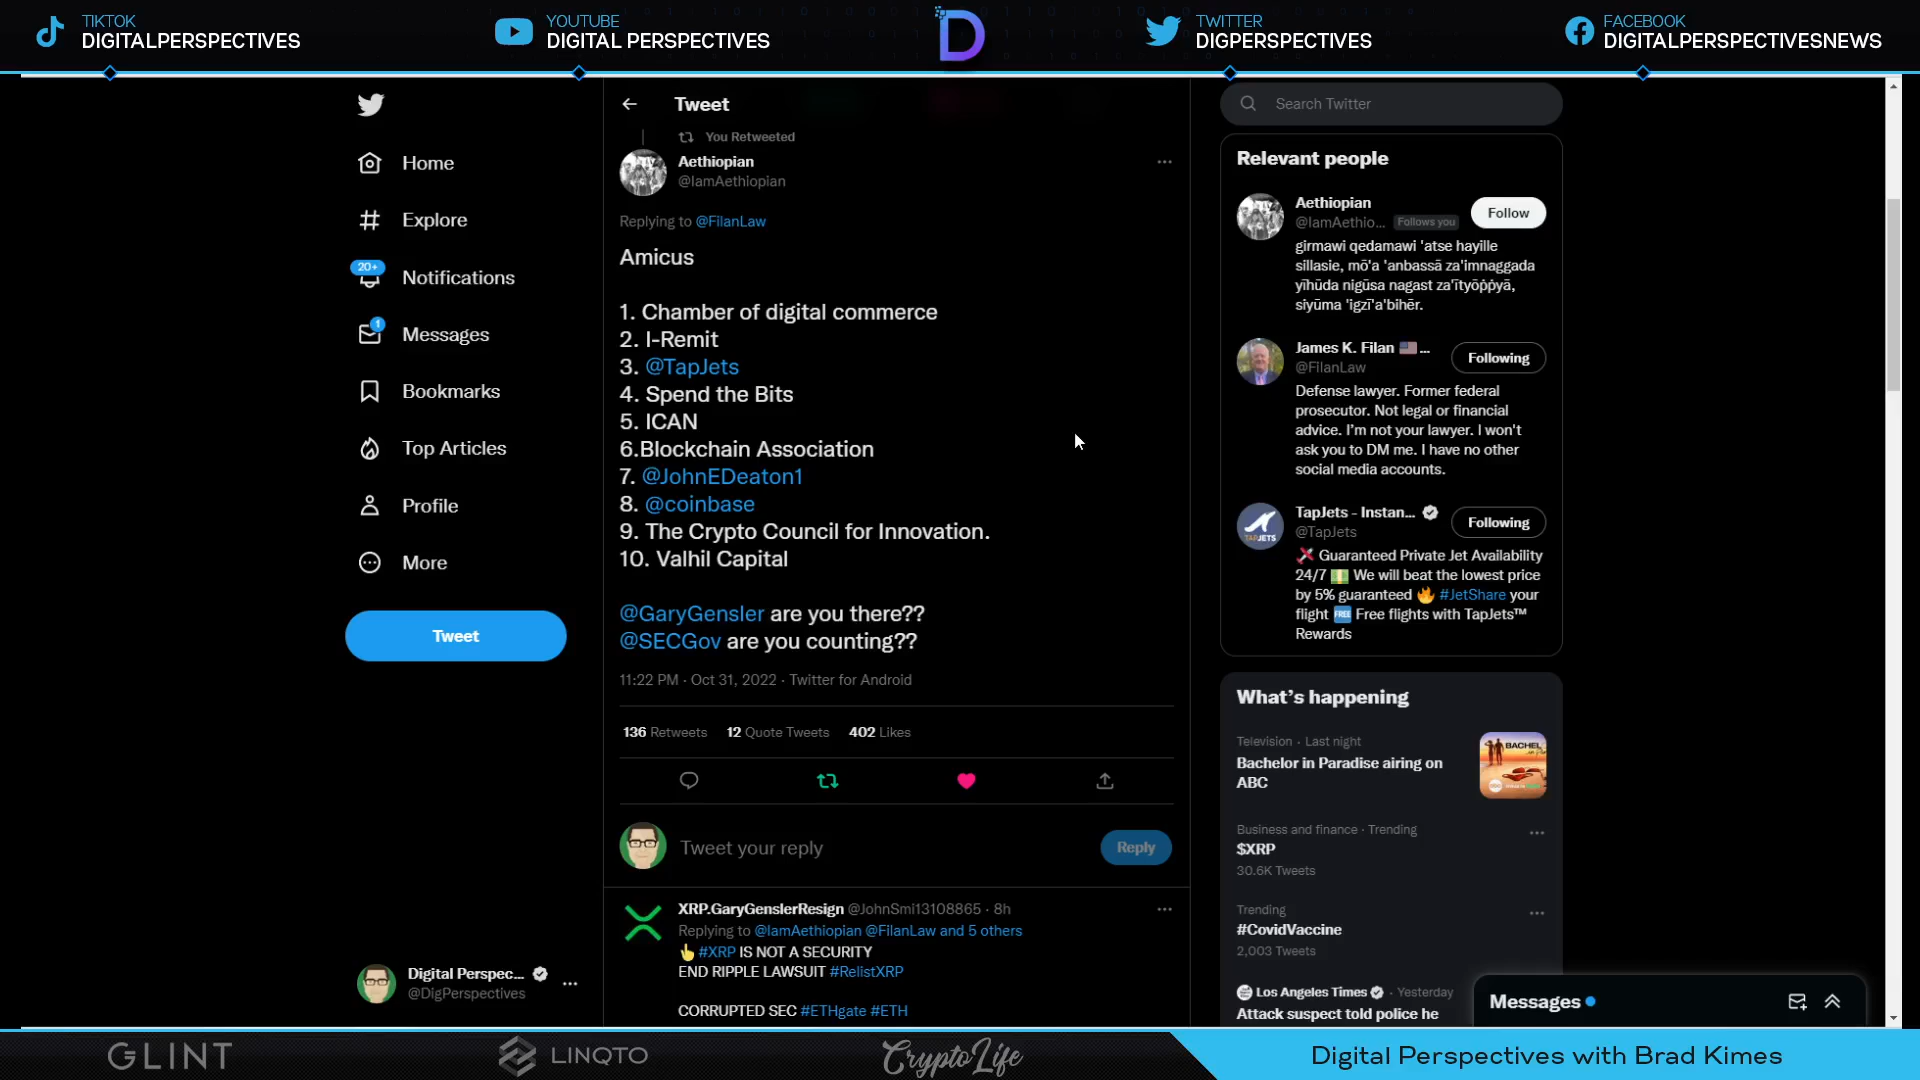 TIKTOK
DIGITALPERSPECTIVES
YOUTUBE
DIGITAL PERSPECTIVES
D
TWITTER
DIGPERSPECTIVES
FACEBOOK
DIGITALPERSPECTIVESNEWS
Home
Explore
20+
Notifications
1
Messages
Bookmarks
Top Articles
Profile
More
Tweet
Digital Perspec...
@DigPerspectives
Tweet
You Retweeted
Aethiopian
@IamAethiopian
Replying to @FilanLaw
Amicus
1. Chamber of digital commerce
2. I-Remit
3. @TapJets
4. Spend the Bits
5. ICAN
6.Blockchain Association
7. @JohnEDeaton1
8. @coinbase
9. The Crypto Council for Innovation.
10. Valhil Capital
@GaryGensler are you there??
@SECGov are you counting??
11:22 PM · Oct 31, 2022 · Twitter for Android
136 Retweets 12 Quote Tweets 402 Likes
Tweet your reply
Reply
XRP.GaryGenslerResign @JohnSmi13108865 · 8h
Replying to @IamAethiopian @FilanLaw and 5 others
#XRP IS NOT A SECURITY
END RIPPLE LAWSUIT #RelistXRP
CORRUPTED SEC #ETHgate #ETH
Search Twitter
Relevant people
Aethiopian
@IamAethio... Follows you
Follow
girmawi qedamawi 'atse hayille
sillasie, mō'a 'anbassā za'imnaggada
yīhūda nigūsa nagast za'ītyōṗṗyā,
siyūma 'igzī'a'bihēr.
James K. Filan ...
@FilanLaw
Following
Defense lawyer. Former federal
prosecutor. Not legal or financial
advice. I'm not your lawyer. I won't
ask you to DM me. I have no other
social media accounts.
TapJets - Instan...
@TapJets
Following
TAPJETS
Guaranteed Private Jet Availability
24/7 We will beat the lowest price
by 5% guaranteed #JetShare your
flight FREE Free flights with TapJets™
Rewards
What's happening
Television · Last night
Bachelor in Paradise airing on
ABC
BACHEL
Business and finance · Trending
$XRP
30.6K Tweets
Trending
#CovidVaccine
2,003 Tweets
Los Angeles Times · Yesterday
Attack suspect told police he
Messages
GLINT
LINQTO
CryptoLife
Digital Perspectives with Brad Kimes